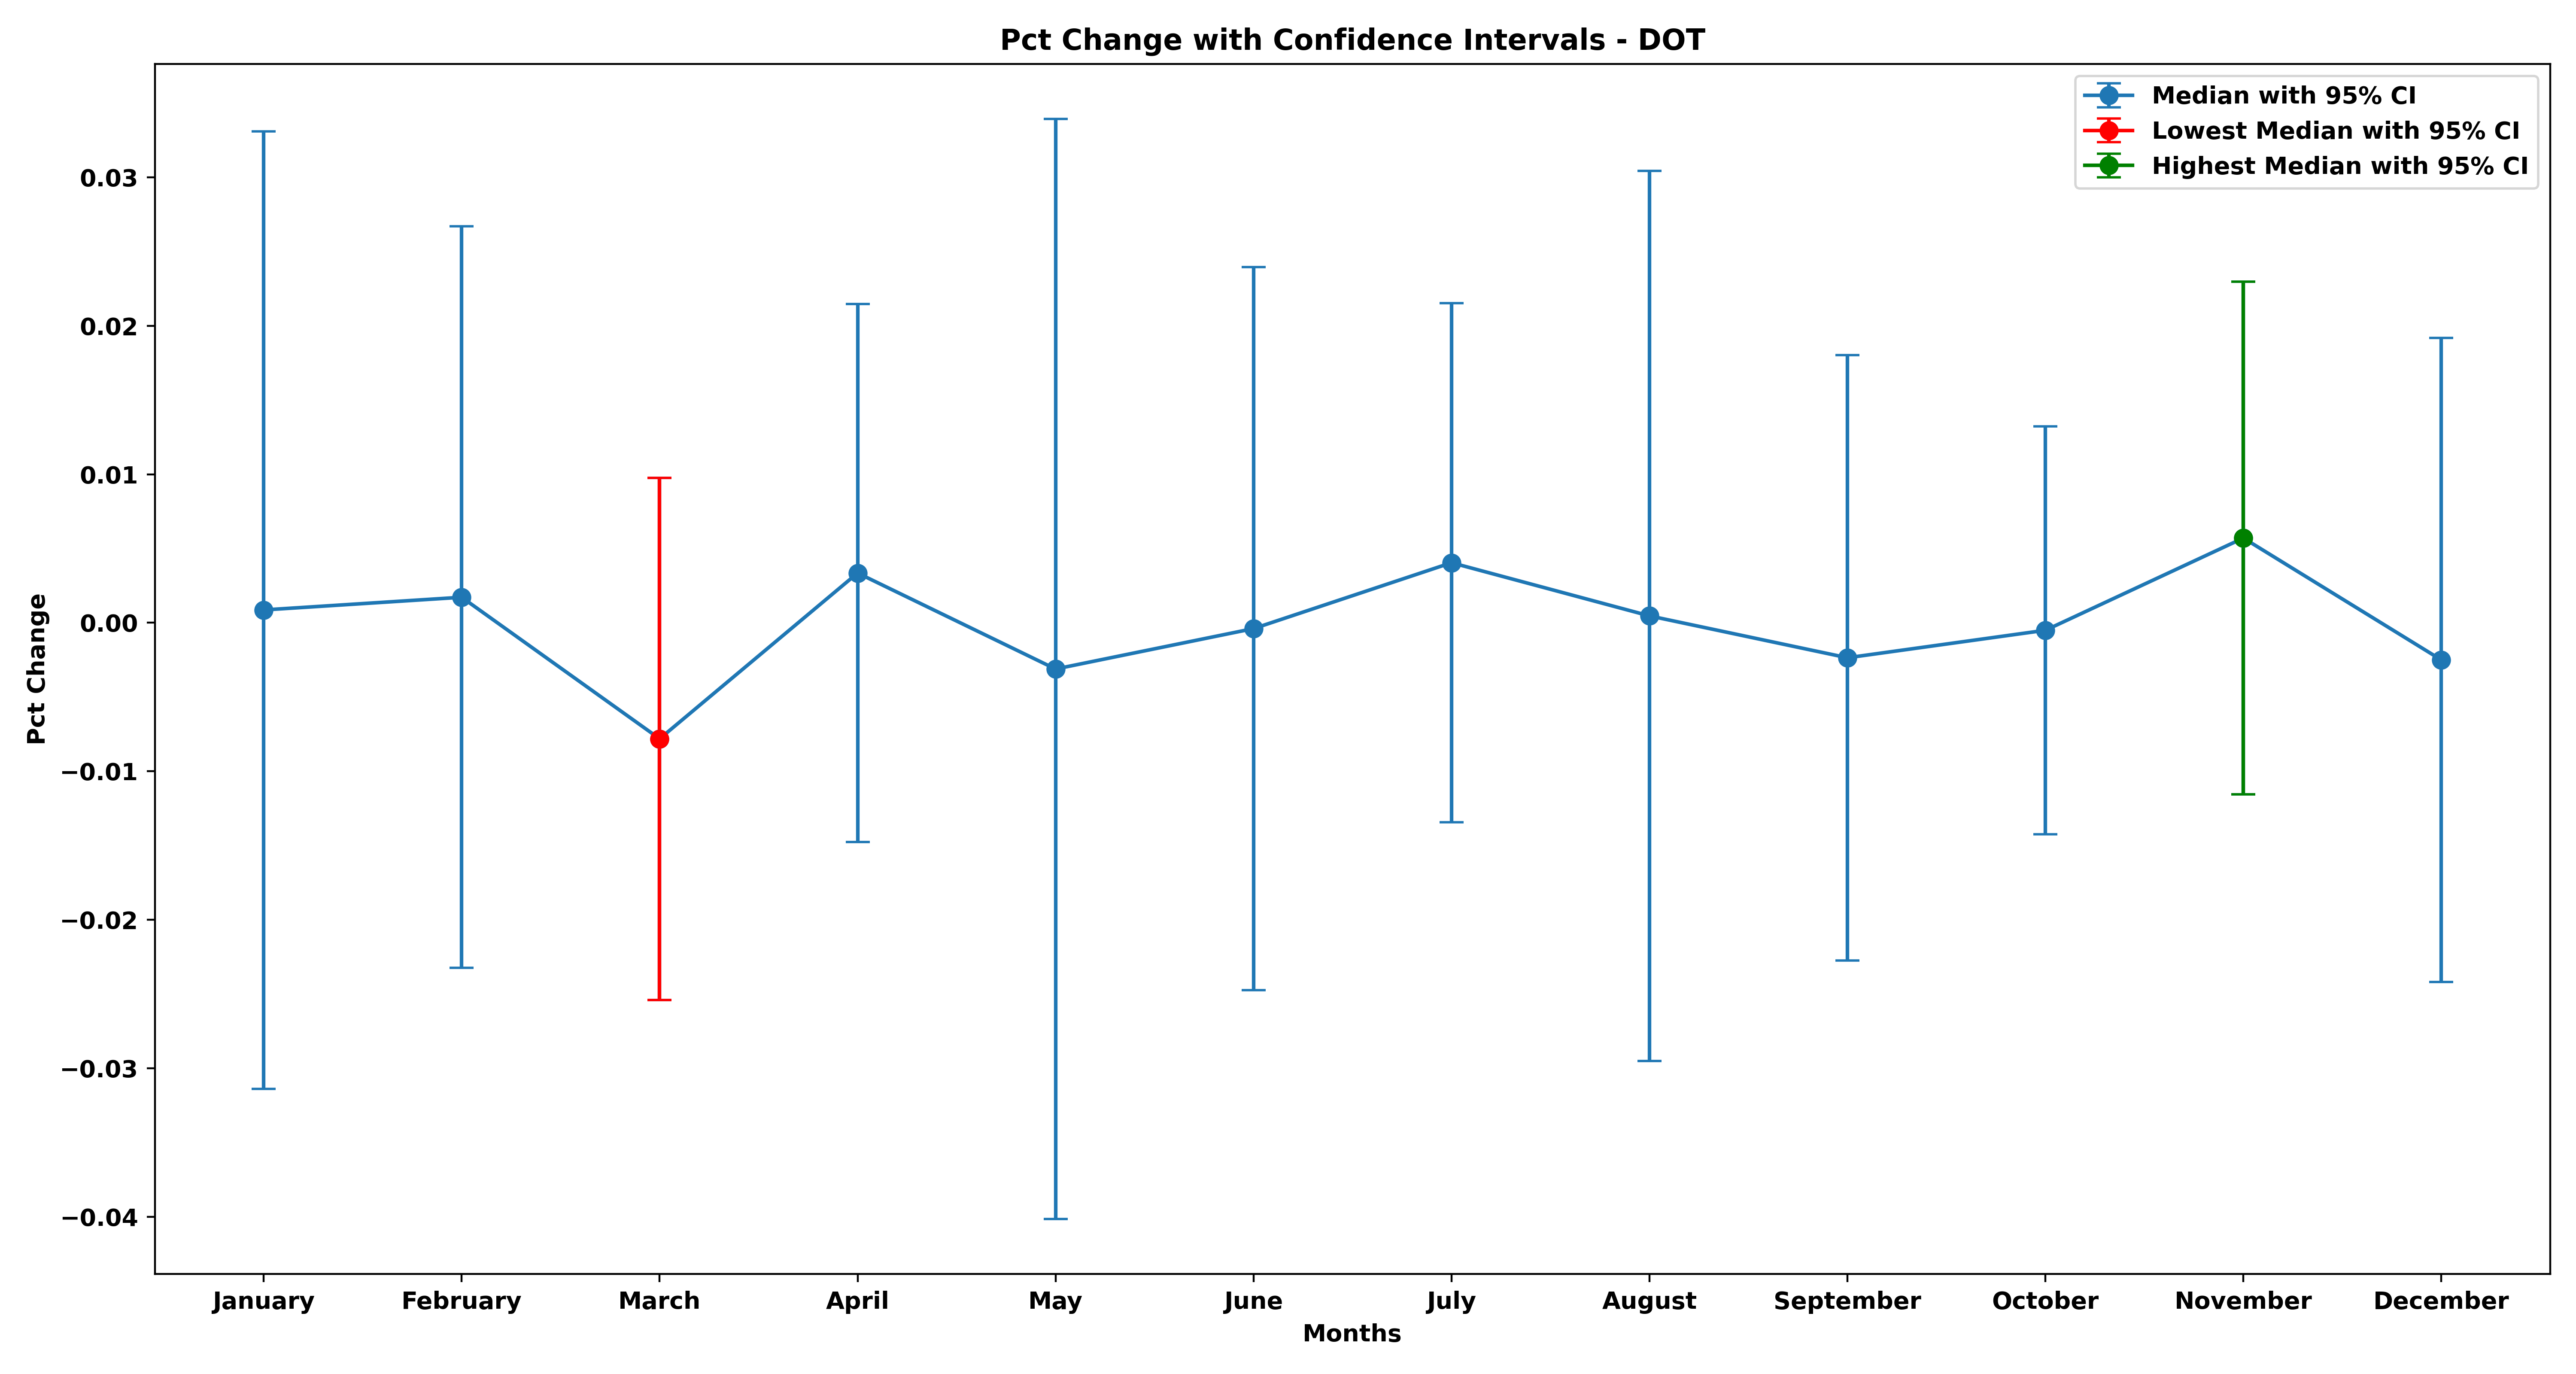 Pct Change with Confidence Intervals - DOT
Median with 95% CI
Lowest Median with 95% CI
Highest Median with 95% CI
0.03
0.02
0.01
0.00
−0.01
−0.02
−0.03
−0.04
Pct Change
January February March April May June July August September October November December
Months